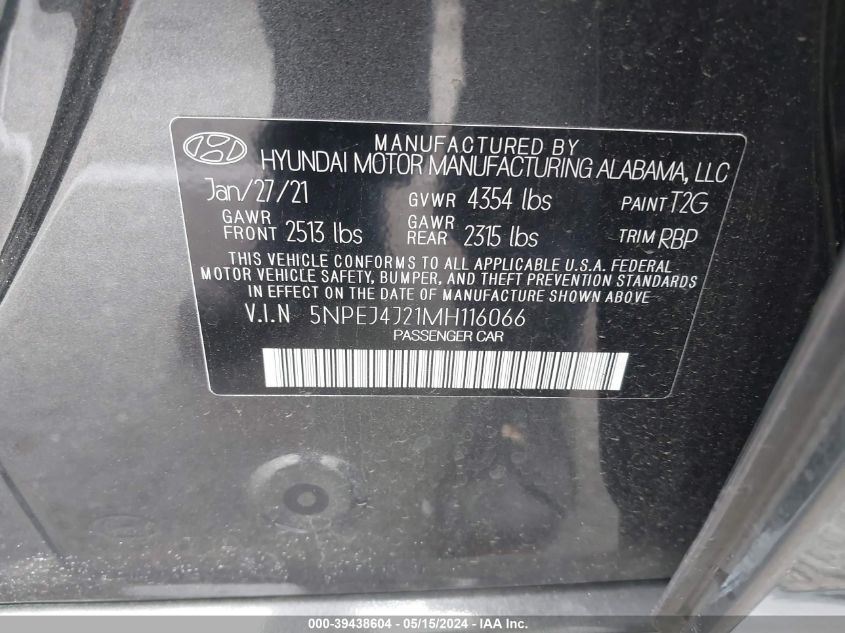 MANUFACTURED BY
HYUNDAI MOTOR MANUFACTURING ALABAMA, LLC
Jan/27/21 GVWR 4354 lbs PAINT T2G
GAWR FRONT 2513 lbs GAWR REAR 2315 lbs TRIM RBP
THIS VEHICLE CONFORMS TO ALL APPLICABLE U.S.A. FEDERAL
MOTOR VEHICLE SAFETY, BUMPER, AND THEFT PREVENTION STANDARDS
IN EFFECT ON THE DATE OF MANUFACTURE SHOWN ABOVE
V.I.N 5NPEJ4J21MH116066
PASSENGER CAR
000-39438604 - 05/15/2024 - IAA Inc.